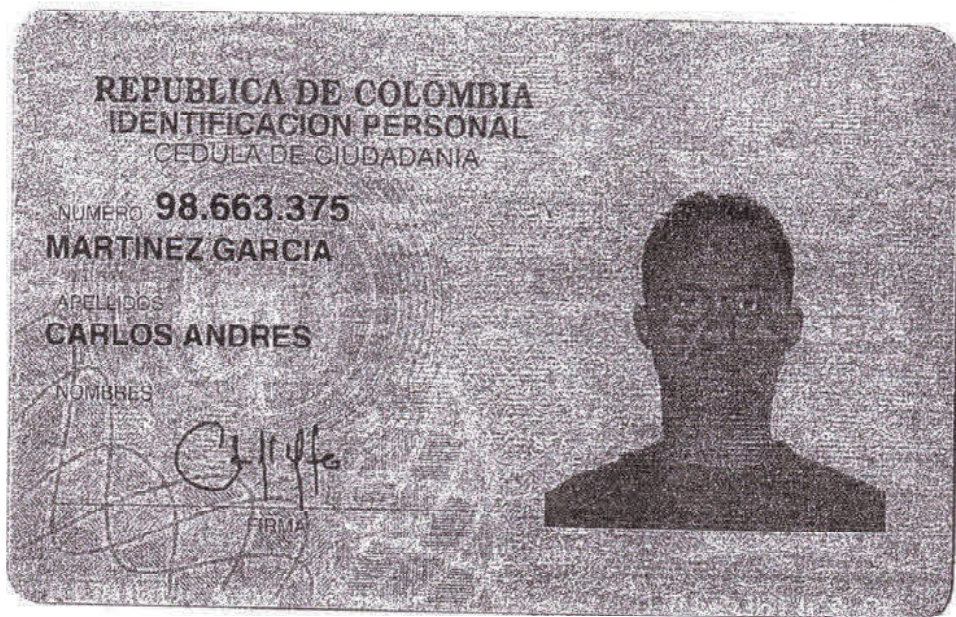 REPUBLICA DE COLOMBIA
IDENTIFICACION PERSONAL
CEDULA DE CIUDADANIA
NUMERO 98.663.375
MARTINEZ GARCIA
APELLIDOS
CARLOS ANDRES
NOMBRES
FIRMA